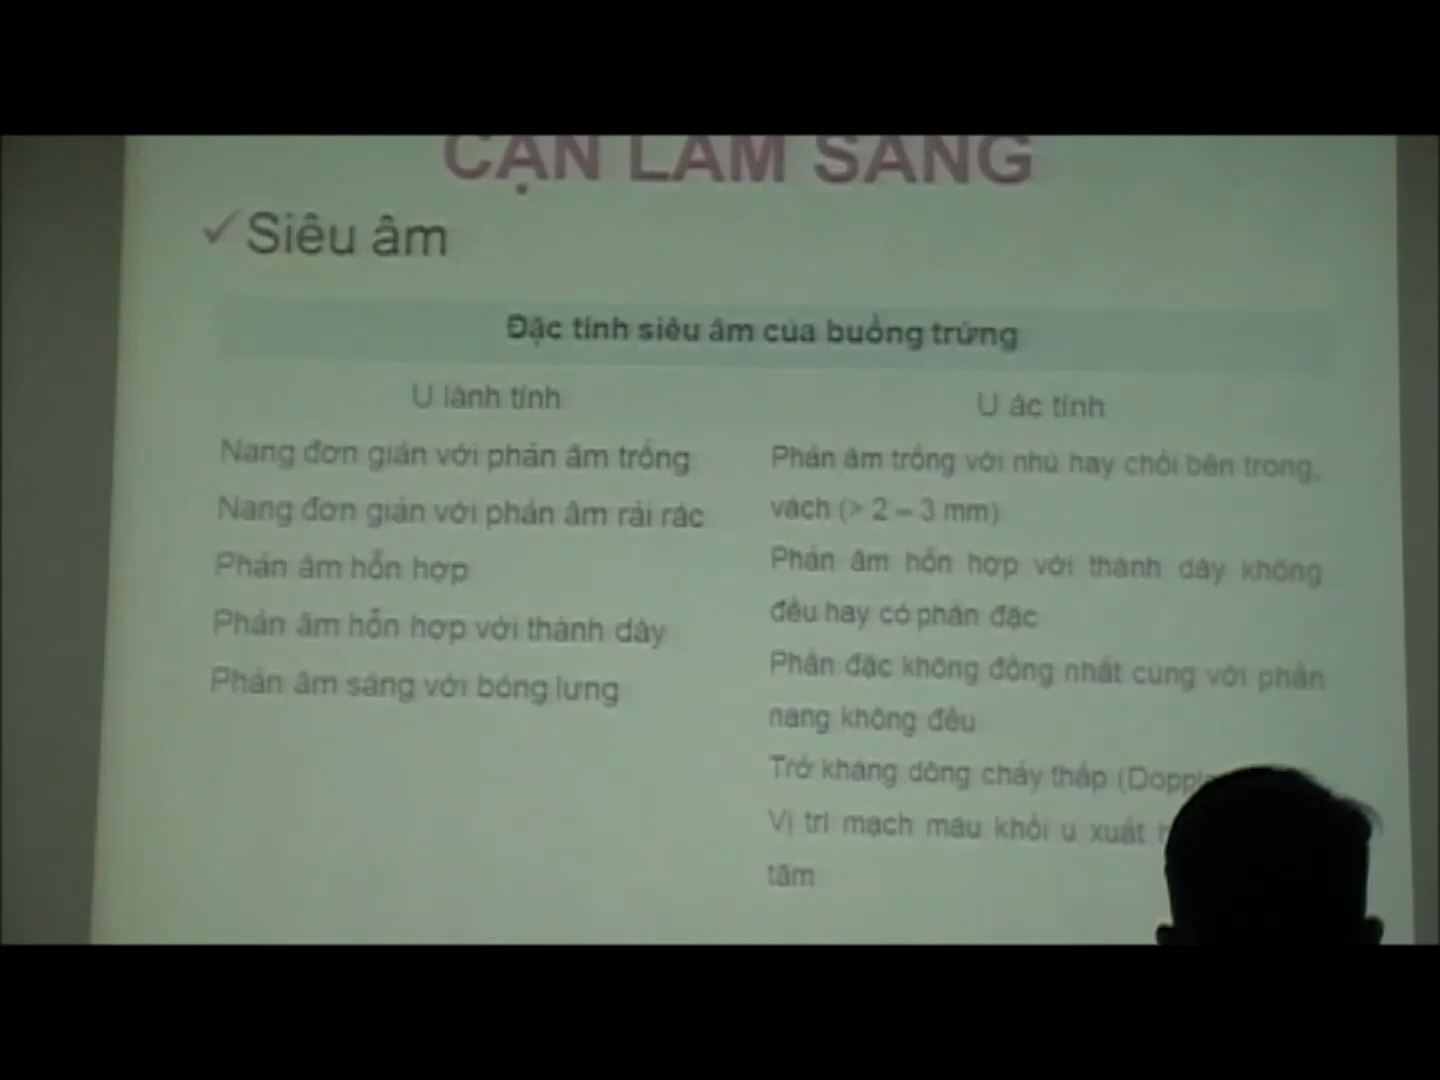 CẬN LÂM SÀNG
✓ Siêu âm
Đặc tính siêu âm của buồng trứng
U lành tính
U ác tính
Nang đơn giản với phản âm trống
Nang đơn giản với phản âm rải rác
Phản âm hỗn hợp
Phản âm hỗn hợp với thành dày
Phản âm sáng với bóng lưng
Phản âm trống với nhú hay chồi bên trong,
vách (> 2 – 3 mm)
Phản âm hỗn hợp với thành dày không
đều hay có phần đặc
Phần đặc không đồng nhất cùng với phần
nang không đều
Trở kháng dòng chảy thấp
Vị trí mạch máu khối u xuất
tâm